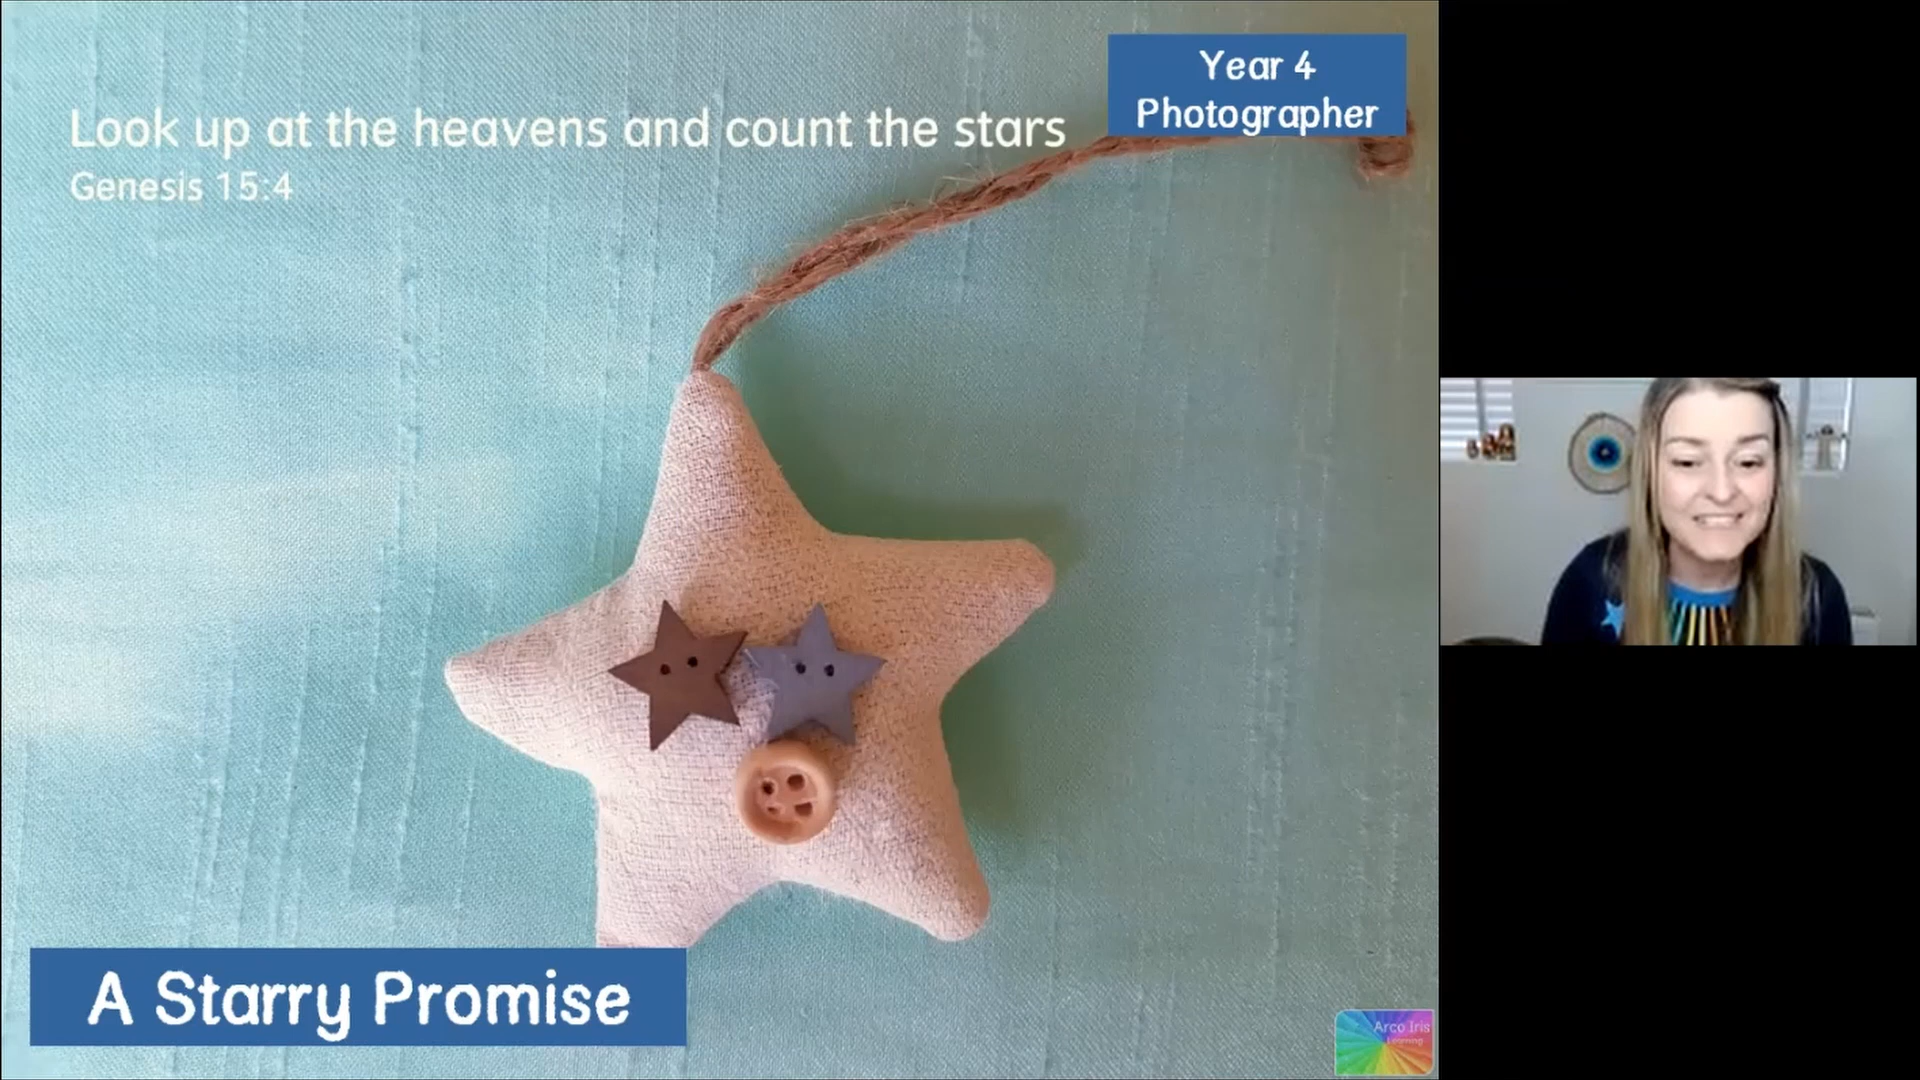 Year 4
Photographer
Look up at the heavens and count the stars
Genesis 15:4
A Starry Promise
Arco Iris
Learning